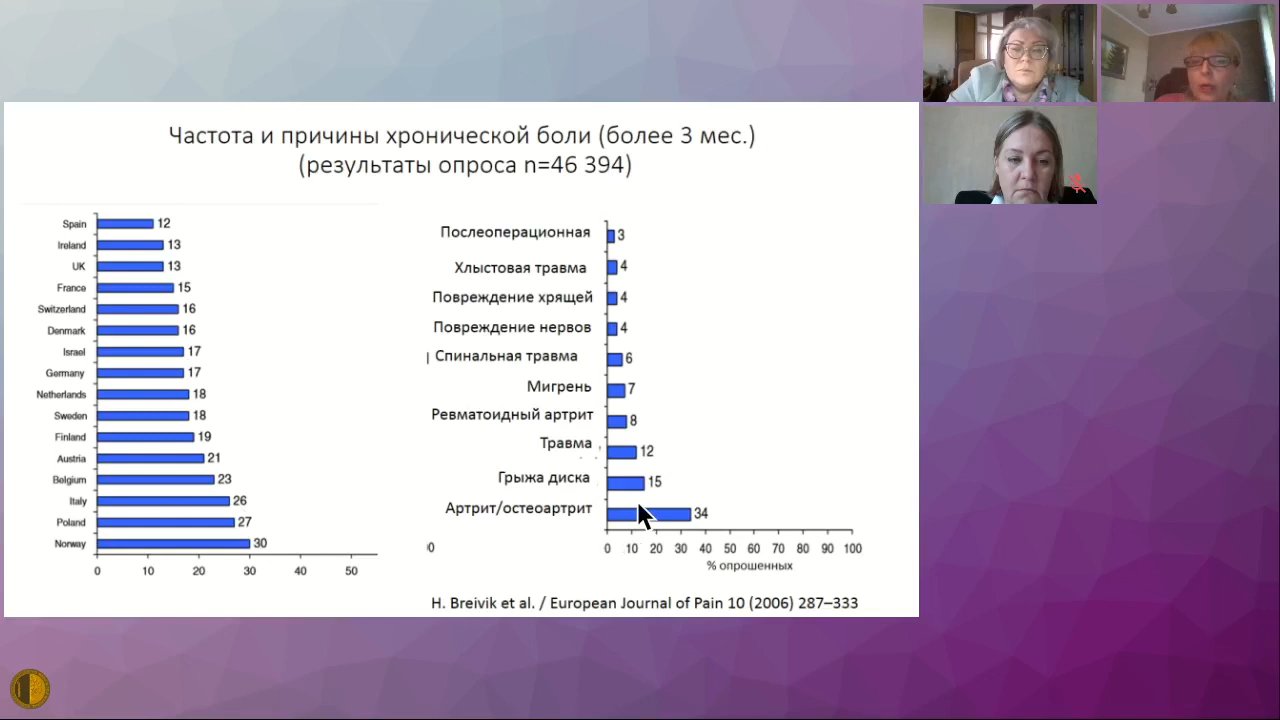 Частота и причины хронической боли (более 3 мес.)
(результаты опроса n=46 394)
Spain 12
Ireland 13
UK 13
France 15
Switzerland 16
Denmark 16
Israel 17
Germany 17
Netherlands 18
Sweden 18
Finland 19
Austria 21
Belgium 23
Italy 26
Poland 27
Norway 30
0 10 20 30 40 50
Послеоперационная 3
Хлыстовая травма 4
Повреждение хрящей 4
Повреждение нервов 4
Спинальная травма 6
Мигрень 7
Ревматоидный артрит 8
Травма 12
Грыжа диска 15
Артрит/остеоартрит 34
0 10 20 30 40 50 60 70 80 90 100
% опрошенных
H. Breivik et al. / European Journal of Pain 10 (2006) 287–333